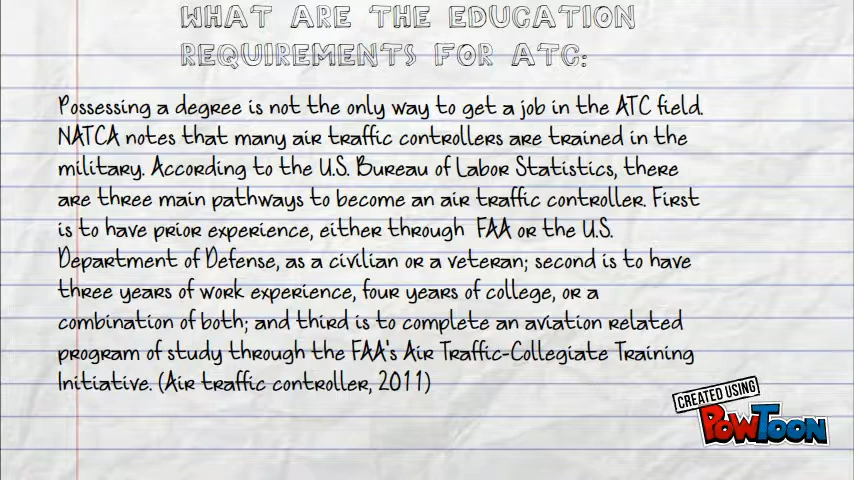 WHAT ARE THE EDUCATION
REQUIREMENTS FOR ATC:
Possessing a degree is not the only way to get a job in the ATC field.
NATCA notes that many air traffic controllers are trained in the
military. According to the U.S. Bureau of Labor Statistics, there
are three main pathways to become an air traffic controller. First
is to have prior experience, either through FAA or the U.S.
Department of Defense, as a civilian or a veteran; second is to have
three years of work experience, four years of college, or a
combination of both; and third is to complete an aviation related
program of study through the FAA's Air Traffic-Collegiate Training
Initiative. (Air traffic controller, 2011)
CREATED USING
POWTOON